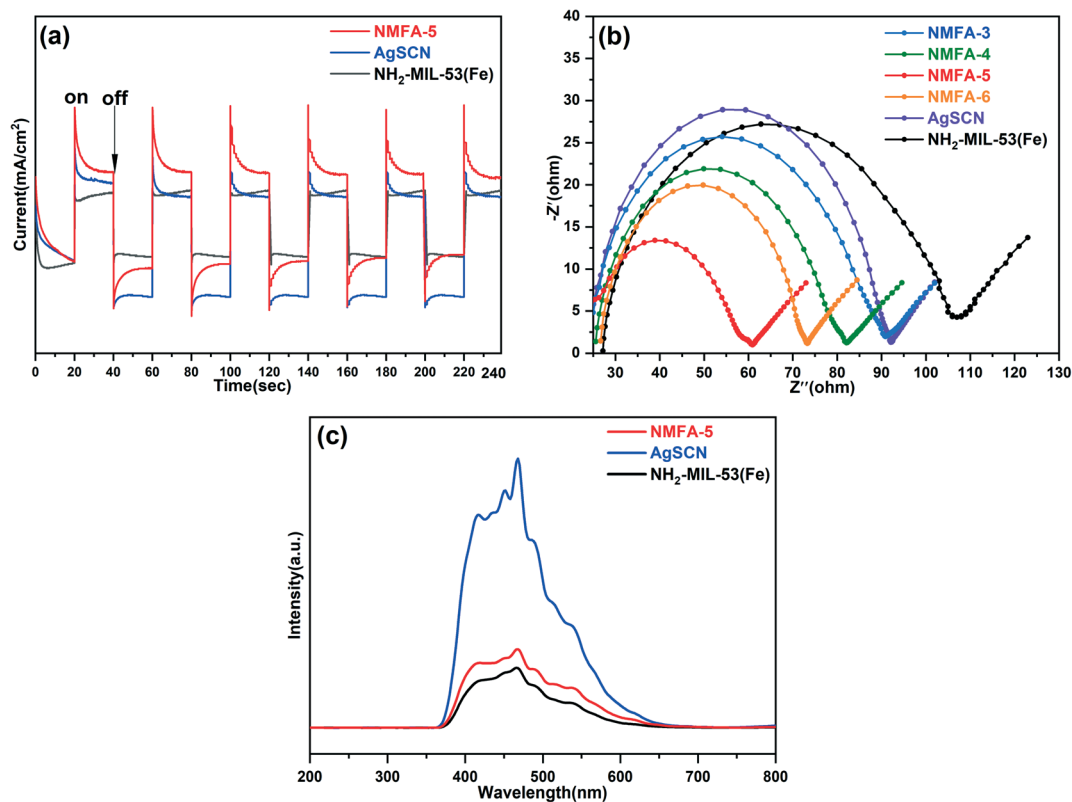 (a)
NMFA-5
AgSCN
NH₂-MIL-53(Fe)
on off
Current(mA/cm²)
0 20 40 60 80 100 120 140 160 180 200 220 240
Time(sec)
(b)
NMFA-3
NMFA-4
NMFA-5
NMFA-6
AgSCN
NH₂-MIL-53(Fe)
-Z′(ohm)
40
35
30
25
20
15
10
5
0
30 40 50 60 70 80 90 100 110 120 130
Z′′(ohm)
(c)
NMFA-5
AgSCN
NH₂-MIL-53(Fe)
Intensity(a.u.)
200 300 400 500 600 700 800
Wavelength(nm)